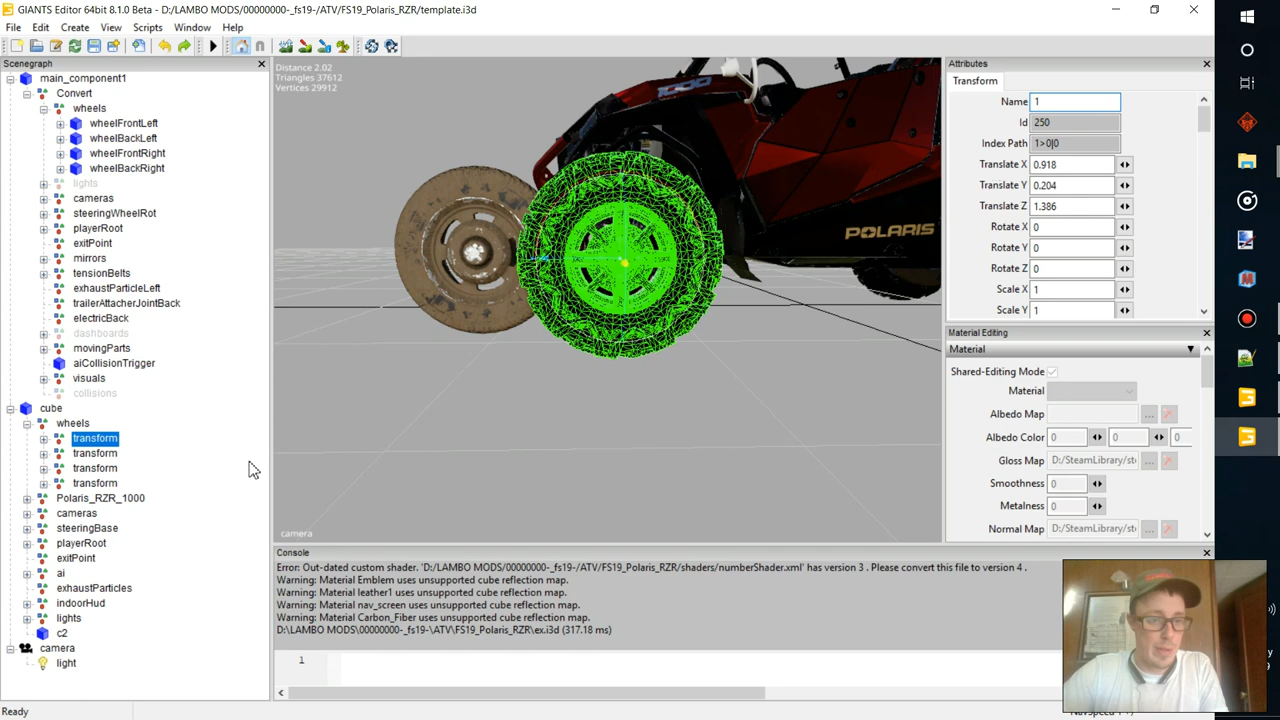 GIANTS Editor 64bit 8.1.0 Beta - D:/LAMBO MODS/00000000-_fs19-/ATV/FS19_Polaris_RZR/template.i3d
File Edit Create View Scripts Window Help
Scenegraph
main_component1
Convert
wheels
wheelFrontLeft
wheelBackLeft
wheelFrontRight
wheelBackRight
lights
cameras
steeringWheelRot
playerRoot
exitPoint
mirrors
tensionBelts
exhaustParticleLeft
trailerAttacherJointBack
electricBack
dashboards
movingParts
aiCollisionTrigger
visuals
collisions
cube
wheels
transform
transform
transform
transform
Polaris_RZR_1000
cameras
steeringBase
playerRoot
exitPoint
ai
exhaustParticles
indoorHud
lights
c2
camera
light
Ready
Distance 2.02
Triangles 37612
Vertices 29912
POLARIS
camera
Console
Error: Out-dated custom shader. 'D:/LAMBO MODS/00000000-_fs19-/ATV/FS19_Polaris_RZR/shaders/numberShader.xml' has version 3 . Please convert this file to version 4 .
Warning: Material Emblem uses unsupported cube reflection map.
Warning: Material leather1 uses unsupported cube reflection map.
Warning: Material nav_screen uses unsupported cube reflection map.
Warning: Material Carbon_Fiber uses unsupported cube reflection map.
D:\LAMBO MODS\00000000-_fs19-\ATV\FS19_Polaris_RZR\ex.i3d (317.18 ms)
1
Attributes
Transform
Name 1
Id 250
Index Path 1>0|0
Translate X 0.918
Translate Y 0.204
Translate Z 1.386
Rotate X 0
Rotate Y 0
Rotate Z 0
Scale X 1
Scale Y 1
Material Editing
Material
Shared-Editing Mode
Material
Albedo Map ...
Albedo Color 0 0 0
Gloss Map D:/SteamLibrary/st ...
Smoothness 0
Metalness 0
Normal Map D:/SteamLibrary/st ...